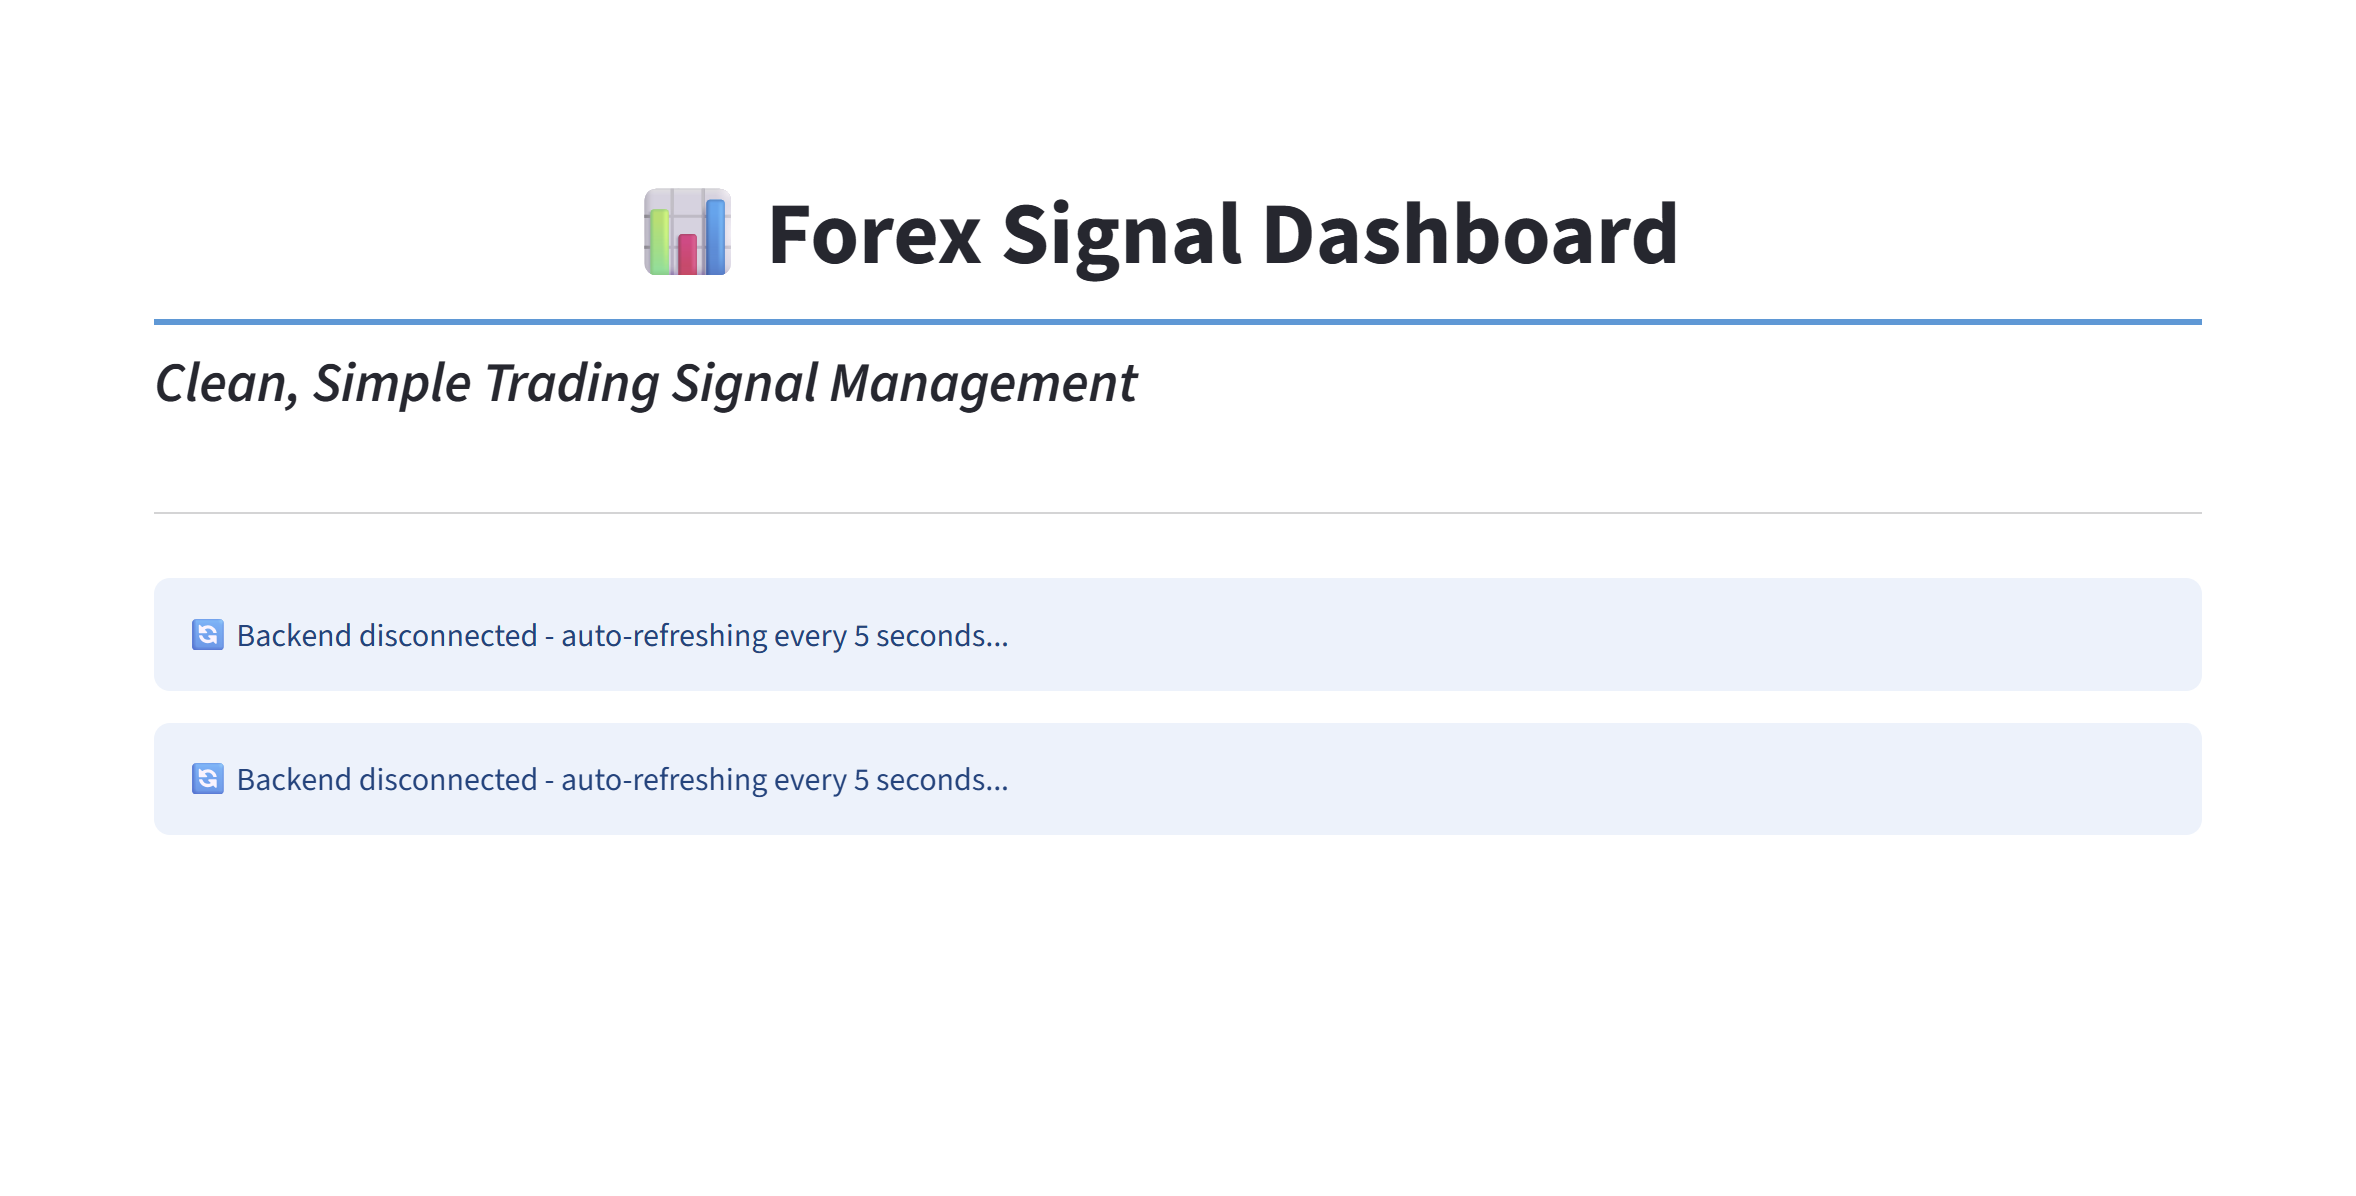 Forex Signal Dashboard
Clean, Simple Trading Signal Management
Backend disconnected - auto-refreshing every 5 seconds...
Backend disconnected - auto-refreshing every 5 seconds...